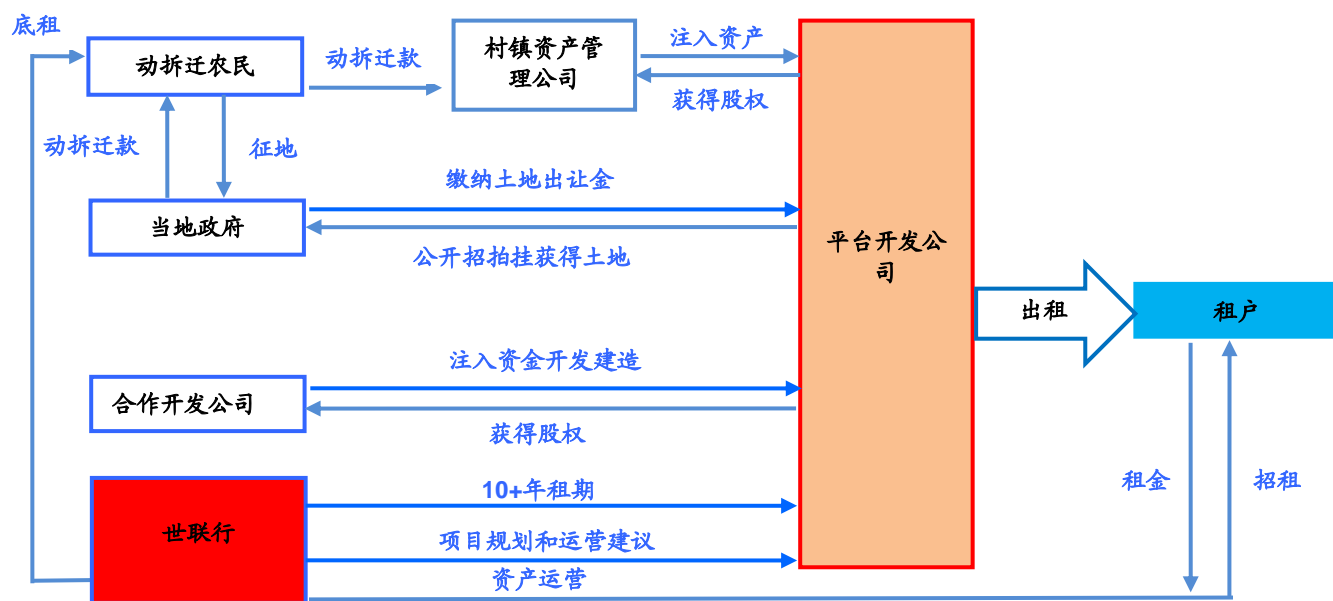 底租
动拆迁农民
动拆迁款
村镇资产管
理公司
注入资产
获得股权
动拆迁款
征地
当地政府
缴纳土地出让金
公开招拍挂获得土地
平台开发公
司
出租
租户
合作开发公司
注入资金开发建造
获得股权
世联行
10+年租期
项目规划和运营建议
资产运营
租金
招租